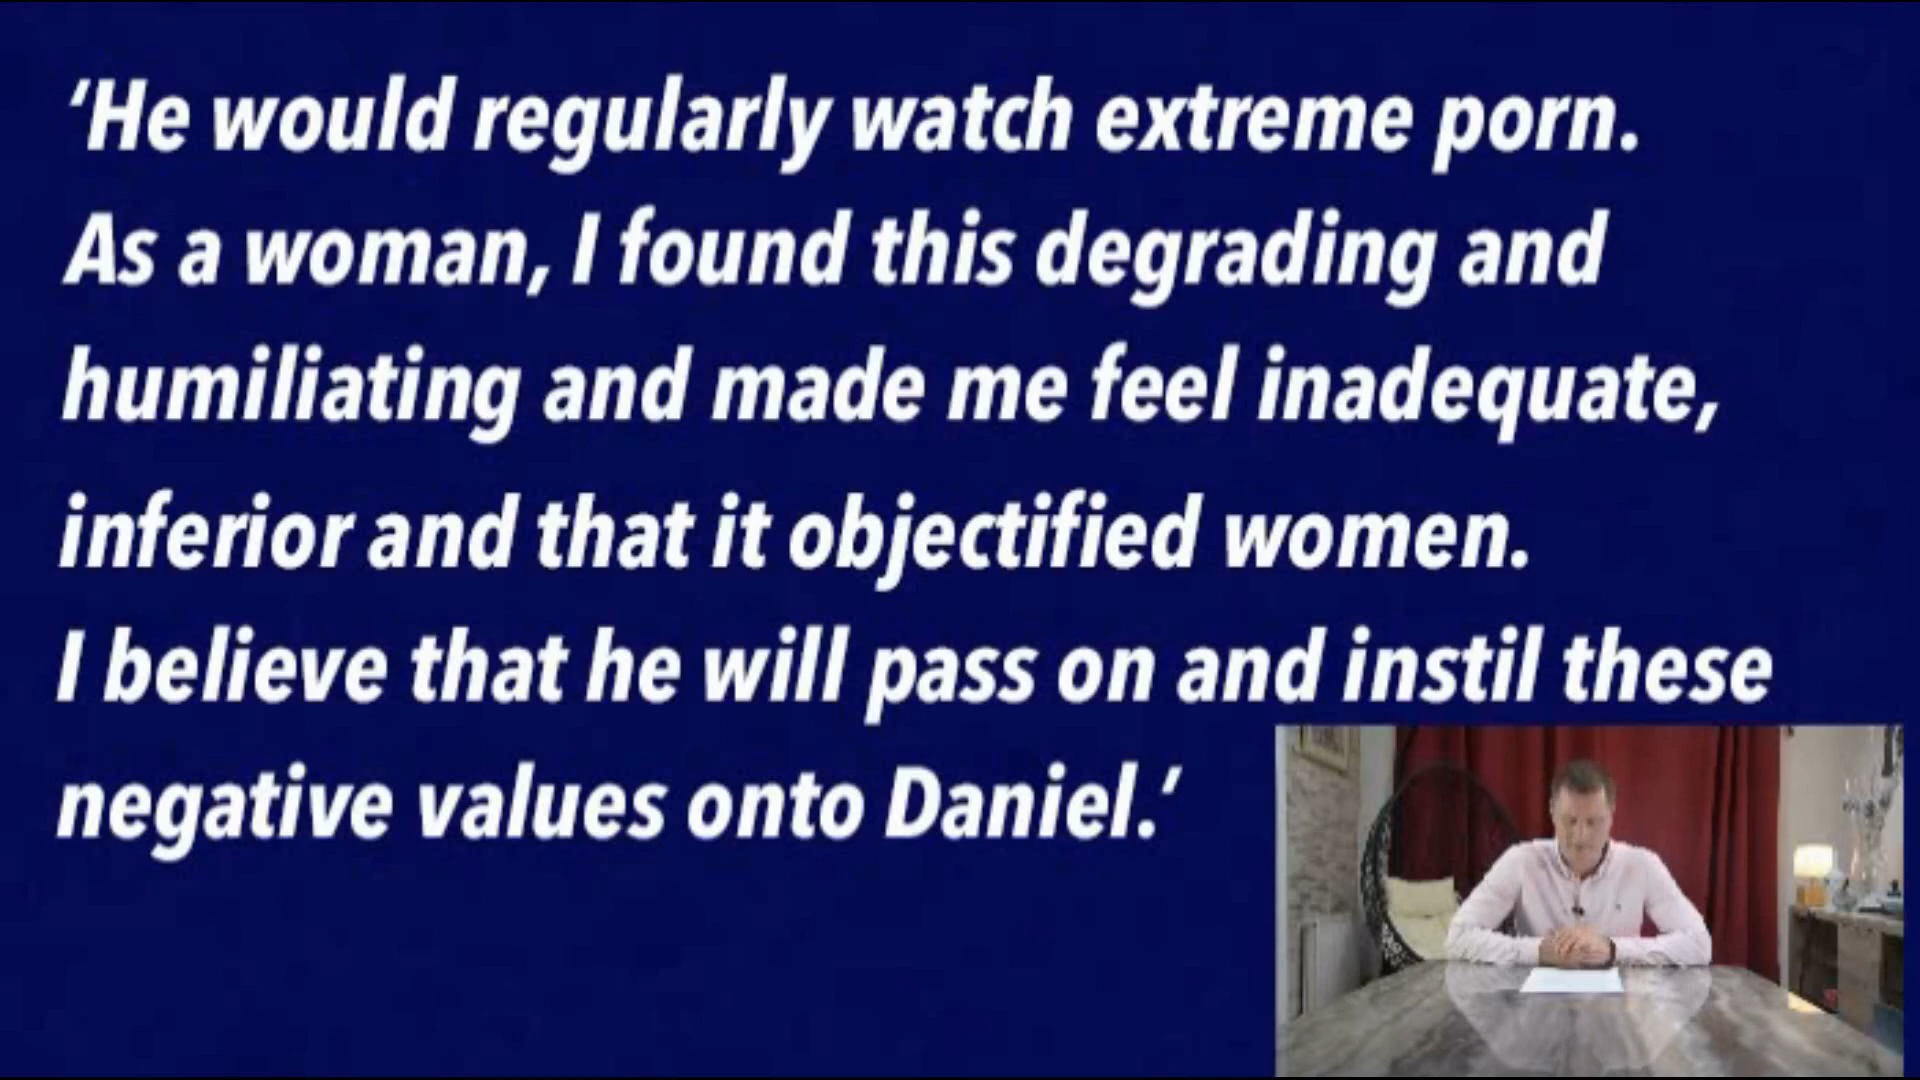 ‘He would regularly watch extreme porn.
As a woman, I found this degrading and
humiliating and made me feel inadequate,
inferior and that it objectified women.
I believe that he will pass on and instil these
negative values onto Daniel.’